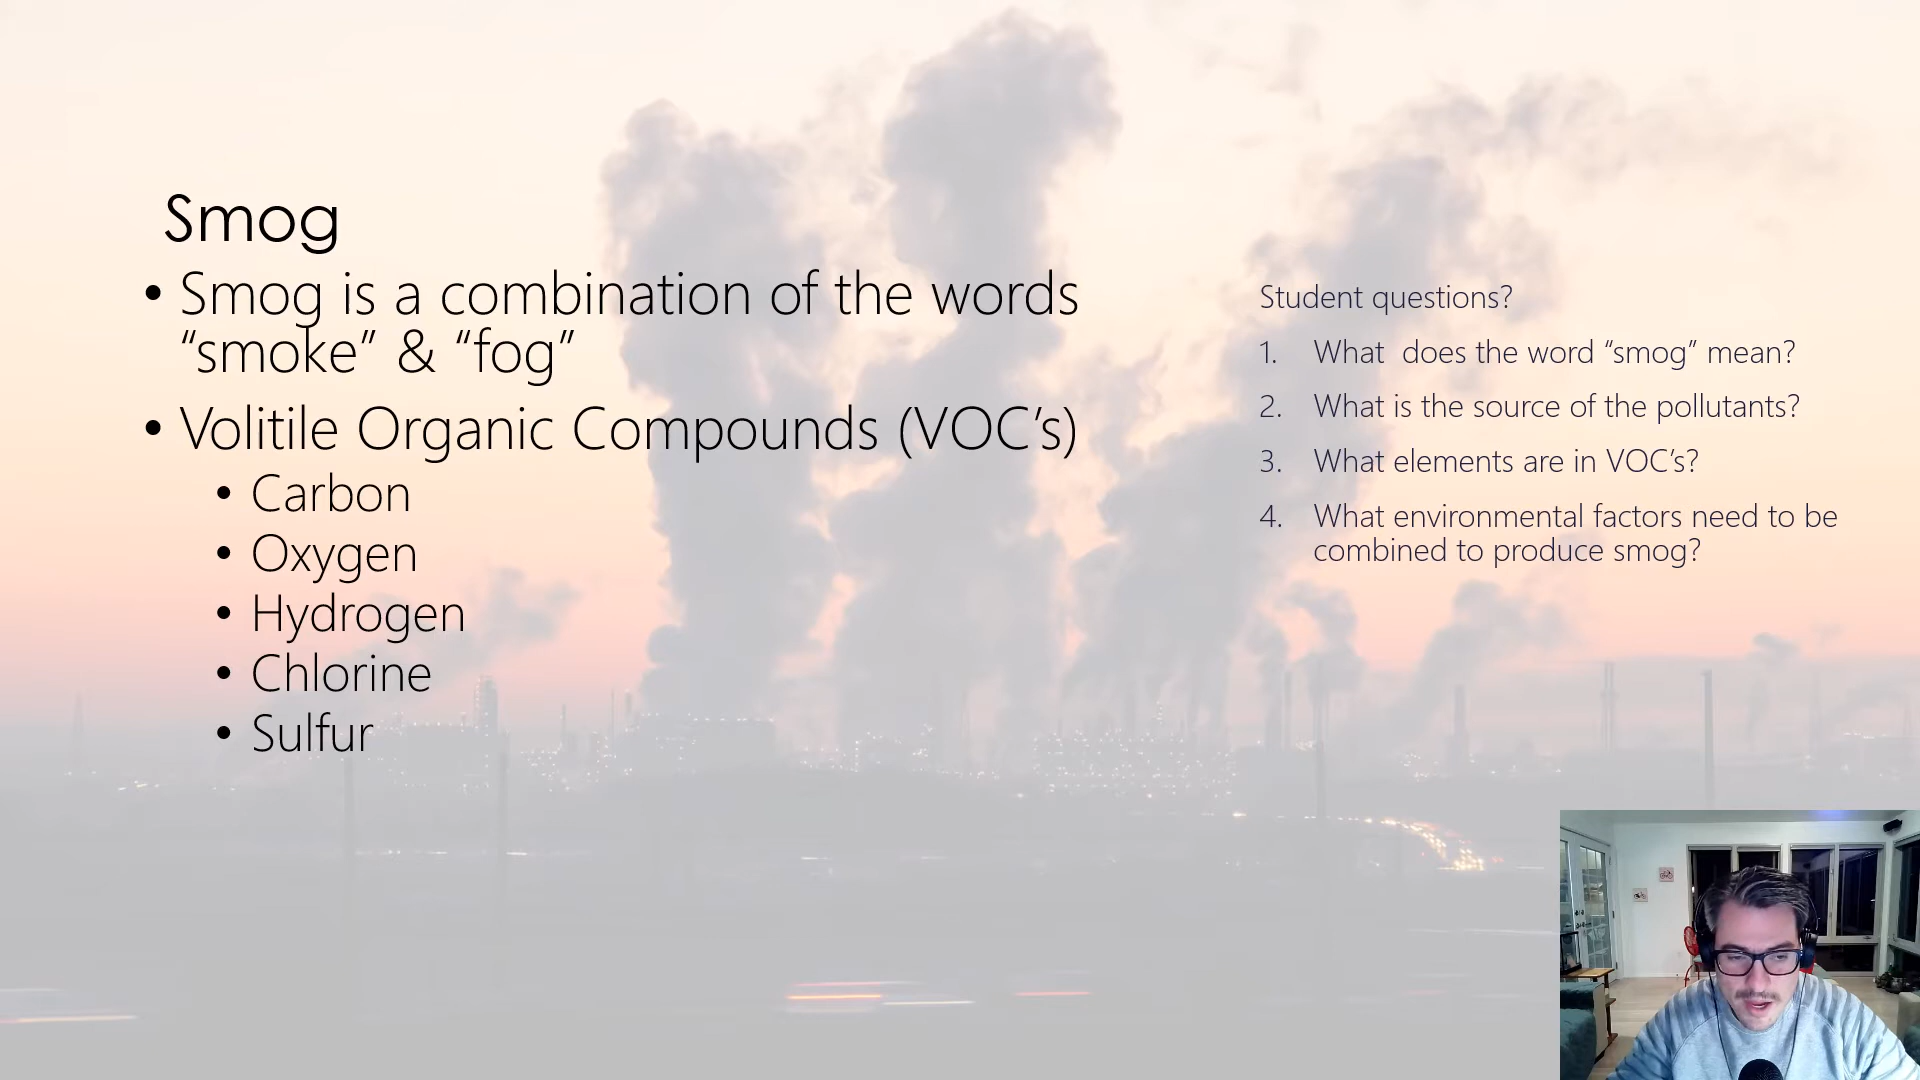 Smog
• Smog is a combination of the words
“smoke” & “fog”
• Volitile Organic Compounds (VOC’s)
• Carbon
• Oxygen
• Hydrogen
• Chlorine
• Sulfur
Student questions?
1. What does the word “smog” mean?
2. What is the source of the pollutants?
3. What elements are in VOC’s?
4. What environmental factors need to be
combined to produce smog?